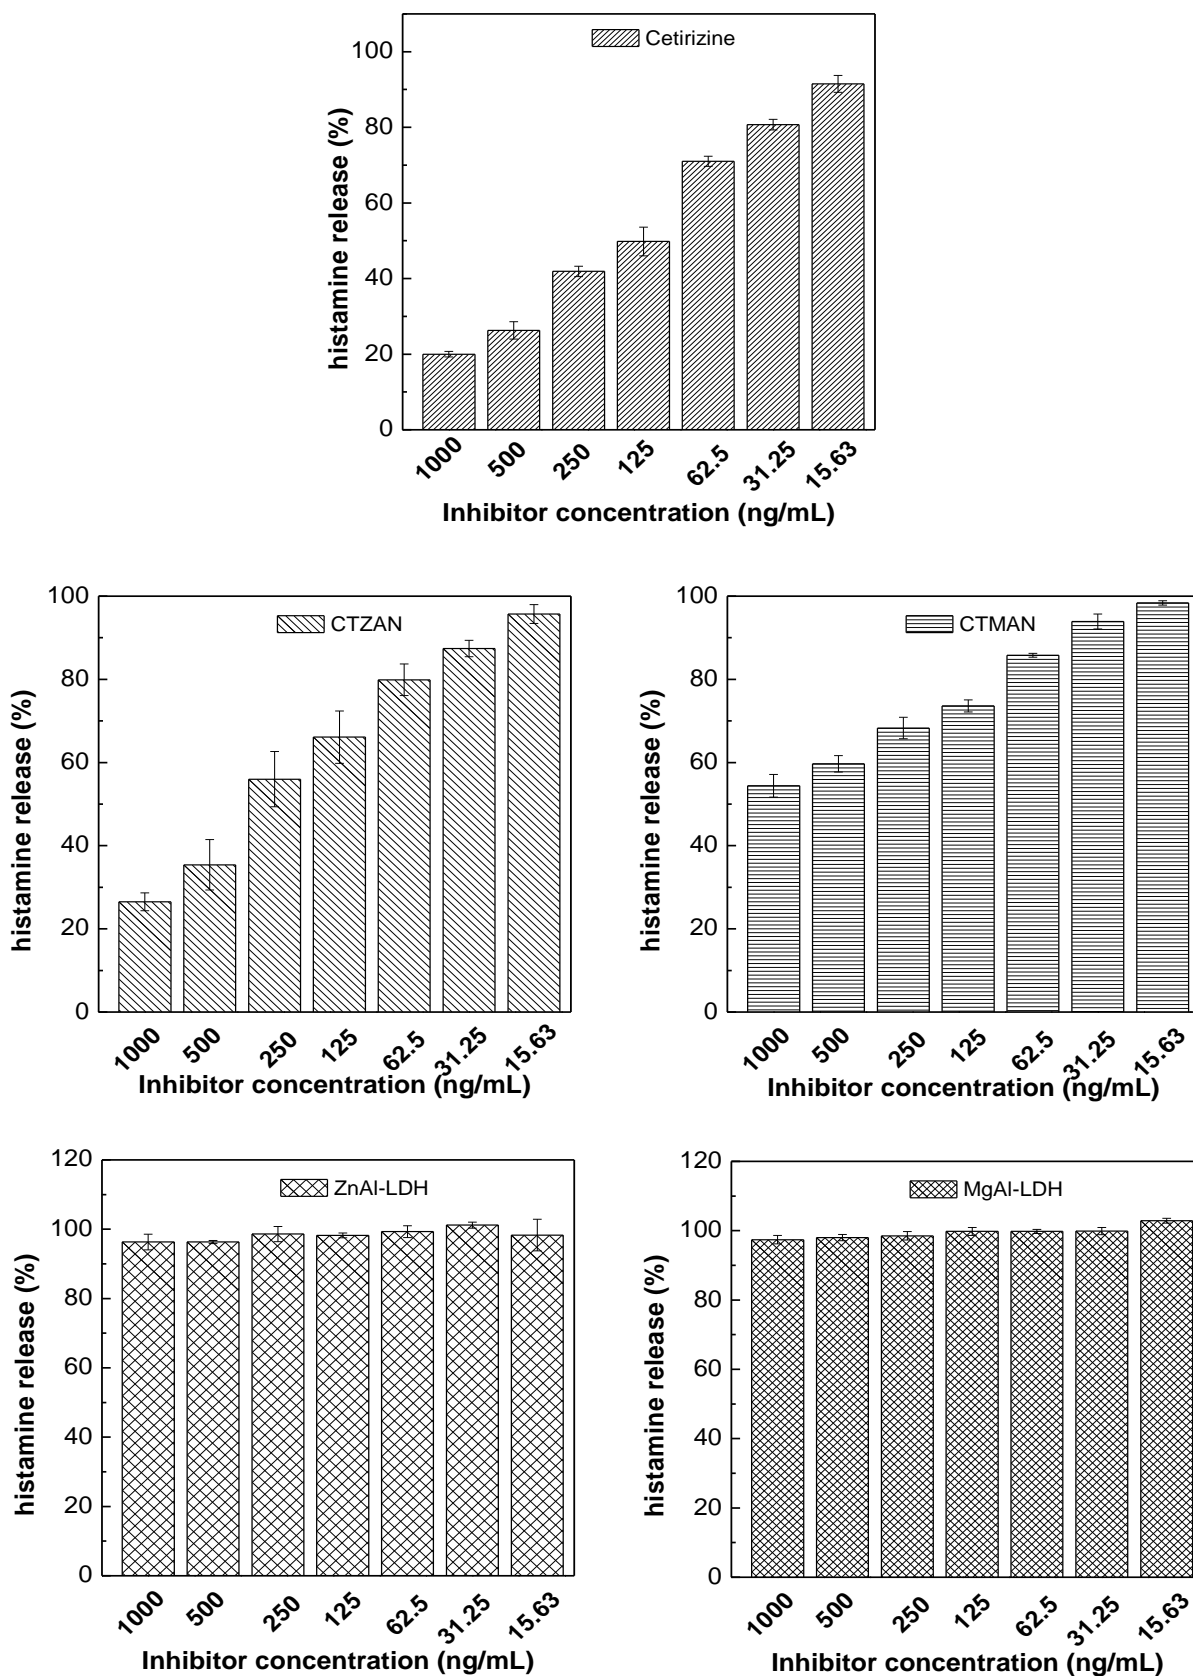 Cetirizine
histamine release (%)
100
80
60
40
20
0
1000 500 250 125 62.5 31.25 15.63
Inhibitor concentration (ng/mL)
CTZAN
histamine release (%)
100
80
60
40
20
0
1000 500 250 125 62.5 31.25 15.63
Inhibitor concentration (ng/mL)
CTMAN
histamine release (%)
100
80
60
40
20
0
1000 500 250 125 62.5 31.25 15.63
Inhibitor concentration (ng/mL)
ZnAl-LDH
histamine release (%)
120
100
80
60
40
20
0
1000 500 250 125 62.5 31.25 15.63
Inhibitor concentration (ng/mL)
MgAl-LDH
histamine release (%)
120
100
80
60
40
20
0
1000 500 250 125 62.5 31.25 15.63
Inhibitor concentration (ng/mL)